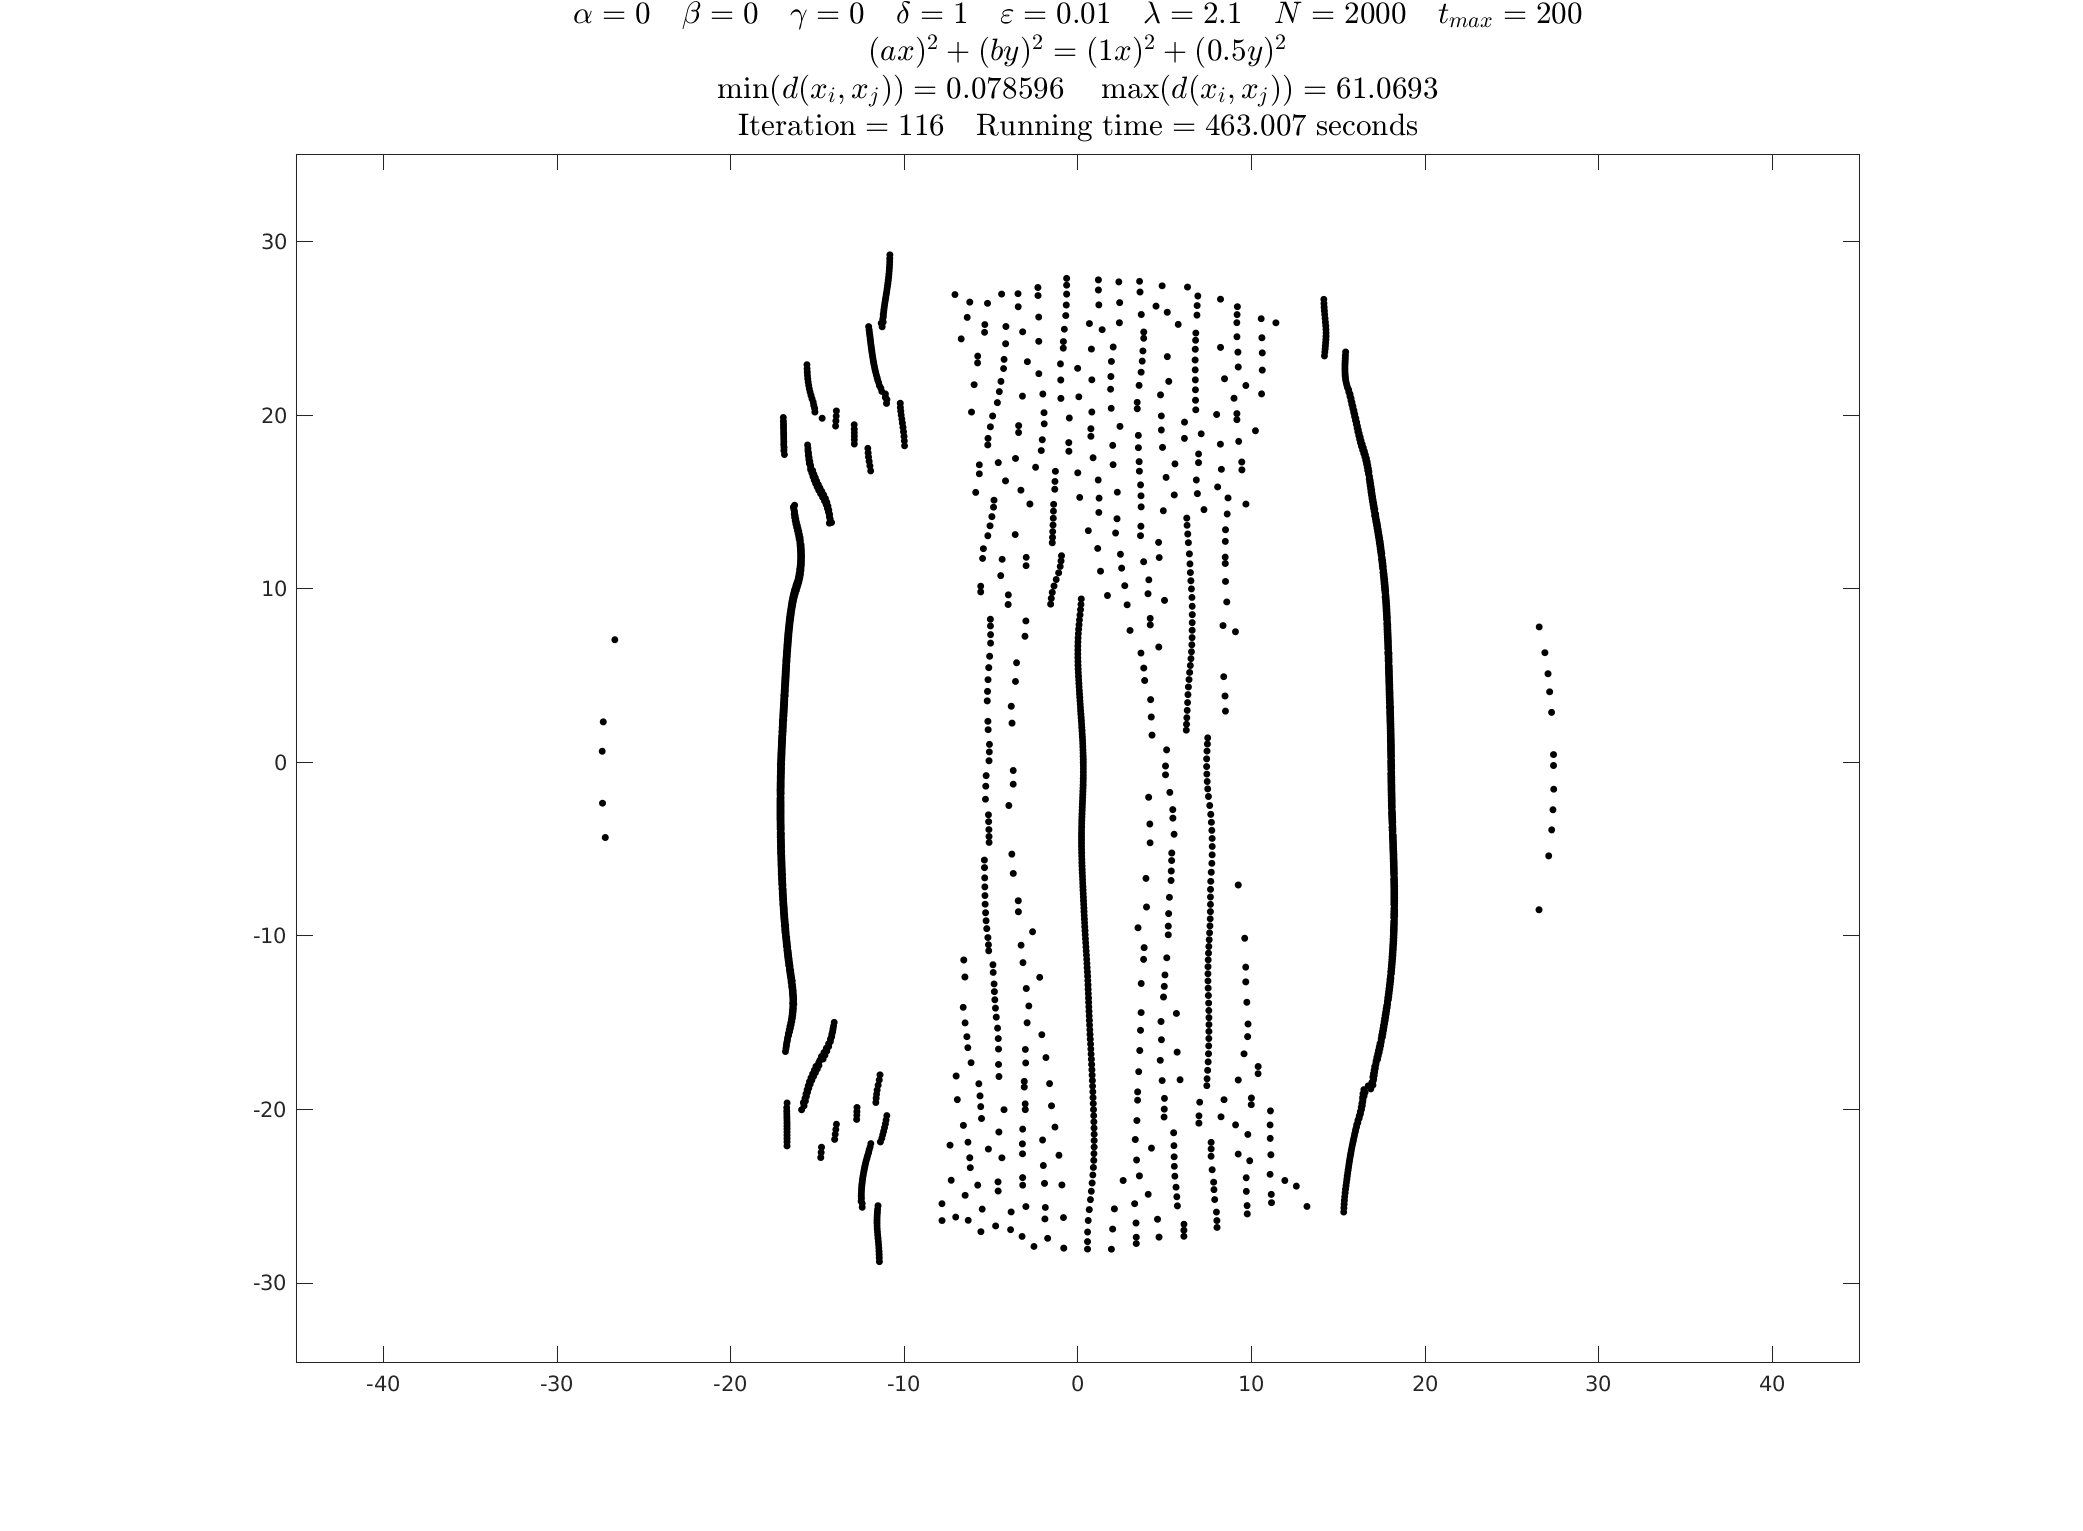 α = 0 β = 0 γ = 0 δ = 1 ε = 0.01 λ = 2.1 N = 2000 t_max = 200
(ax)² + (by)² = (1x)² + (0.5y)²
min(d(x_i, x_j)) = 0.078596 max(d(x_i, x_j)) = 61.0693
Iteration = 116 Running time = 463.007 seconds
30
20
10
0
-10
-20
-30
-40 -30 -20 -10 0 10 20 30 40